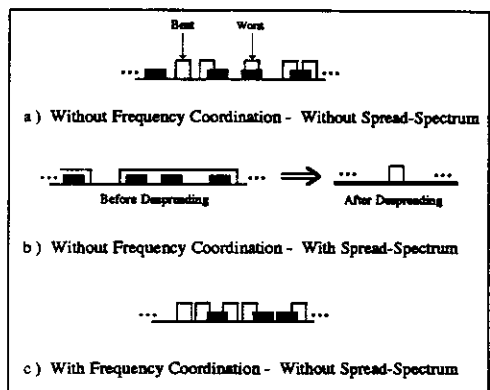 Best Worst
... ...
a ) Without Frequency Coordination - Without Spread-Spectrum
... ... ... ...
Before Despreading After Despreading
b ) Without Frequency Coordination - With Spread-Spectrum
... ...
c ) With Frequency Coordination - Without Spread-Spectrum